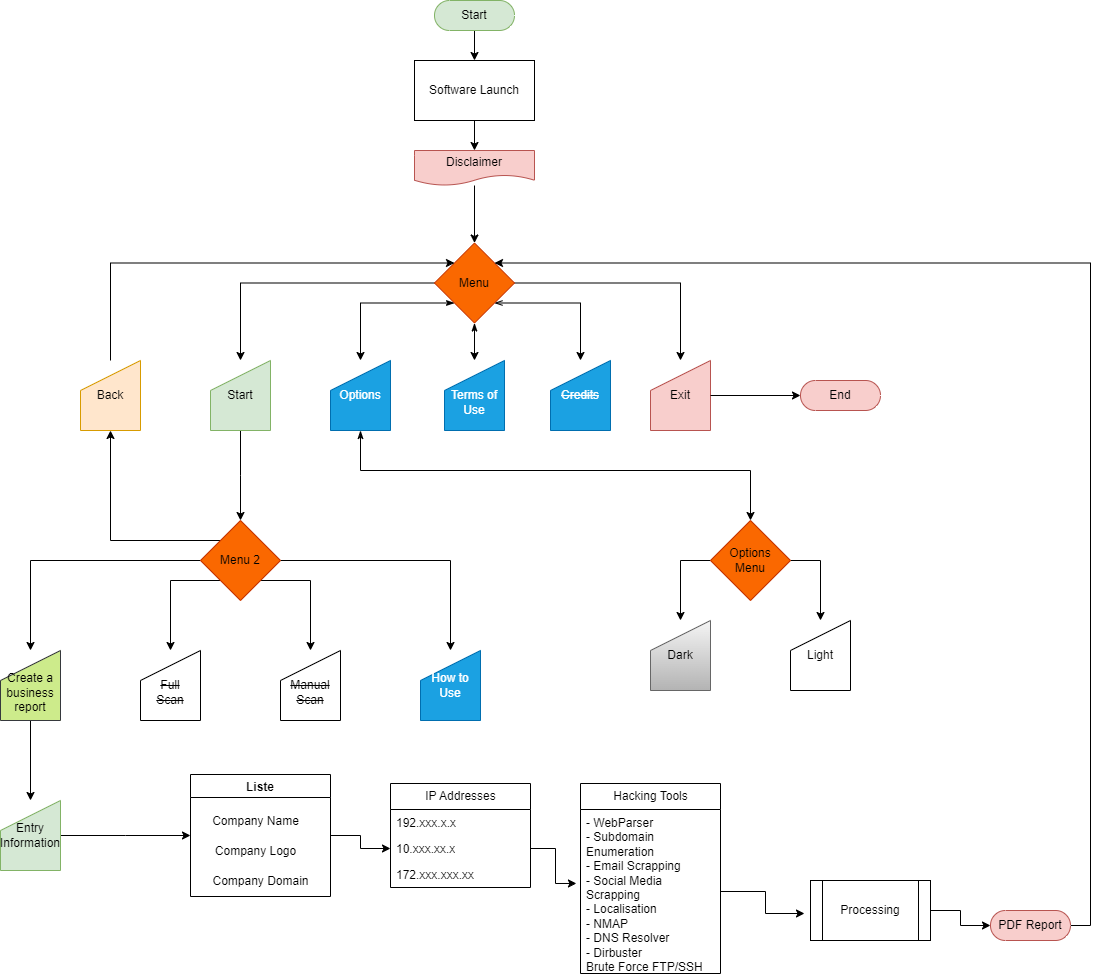 Start
Software Launch
Disclaimer
Menu
Back
Start
Options
Terms of
Use
Credits
Exit
End
Menu 2
Options
Menu
Create a
business
report
Full
Scan
Manual
Scan
How to
Use
Dark
Light
Entry
Information
Liste
Company Name
Company Logo
Company Domain
IP Addresses
192.xxx.x.x
10.xxx.xx.x
172.xxx.xxx.xx
Hacking Tools
- WebParser
- Subdomain
Enumeration
- Email Scrapping
- Social Media
Scrapping
- Localisation
- NMAP
- DNS Resolver
- Dirbuster
Brute Force FTP/SSH
Processing
PDF Report